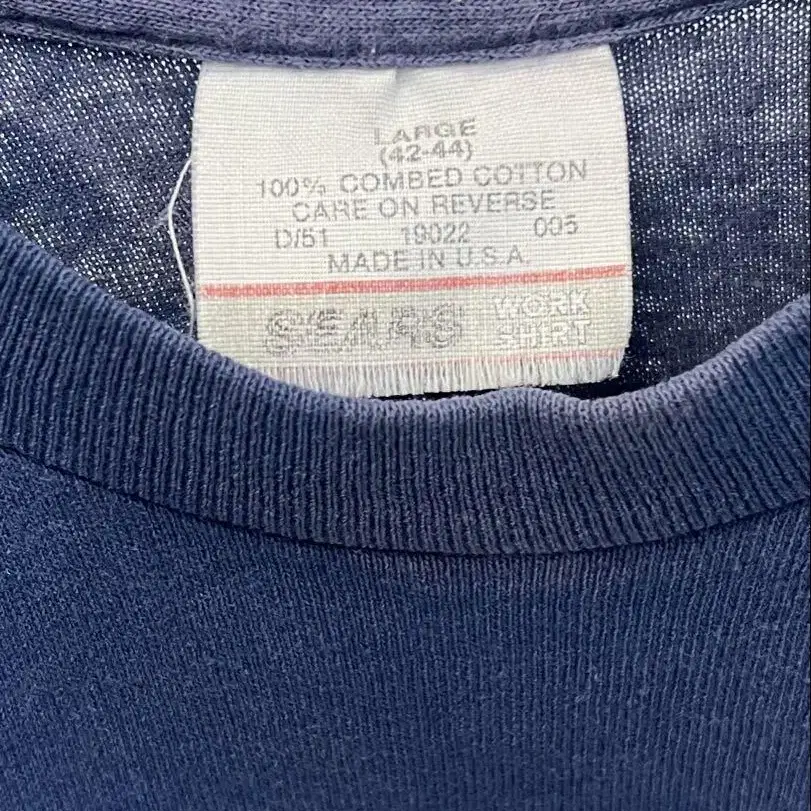 LARGE
(42-44)
100% COMBED COTTON
CARE ON REVERSE
D/51 19022 005
MADE IN U.S.A.
SEARS WORK SHIRT